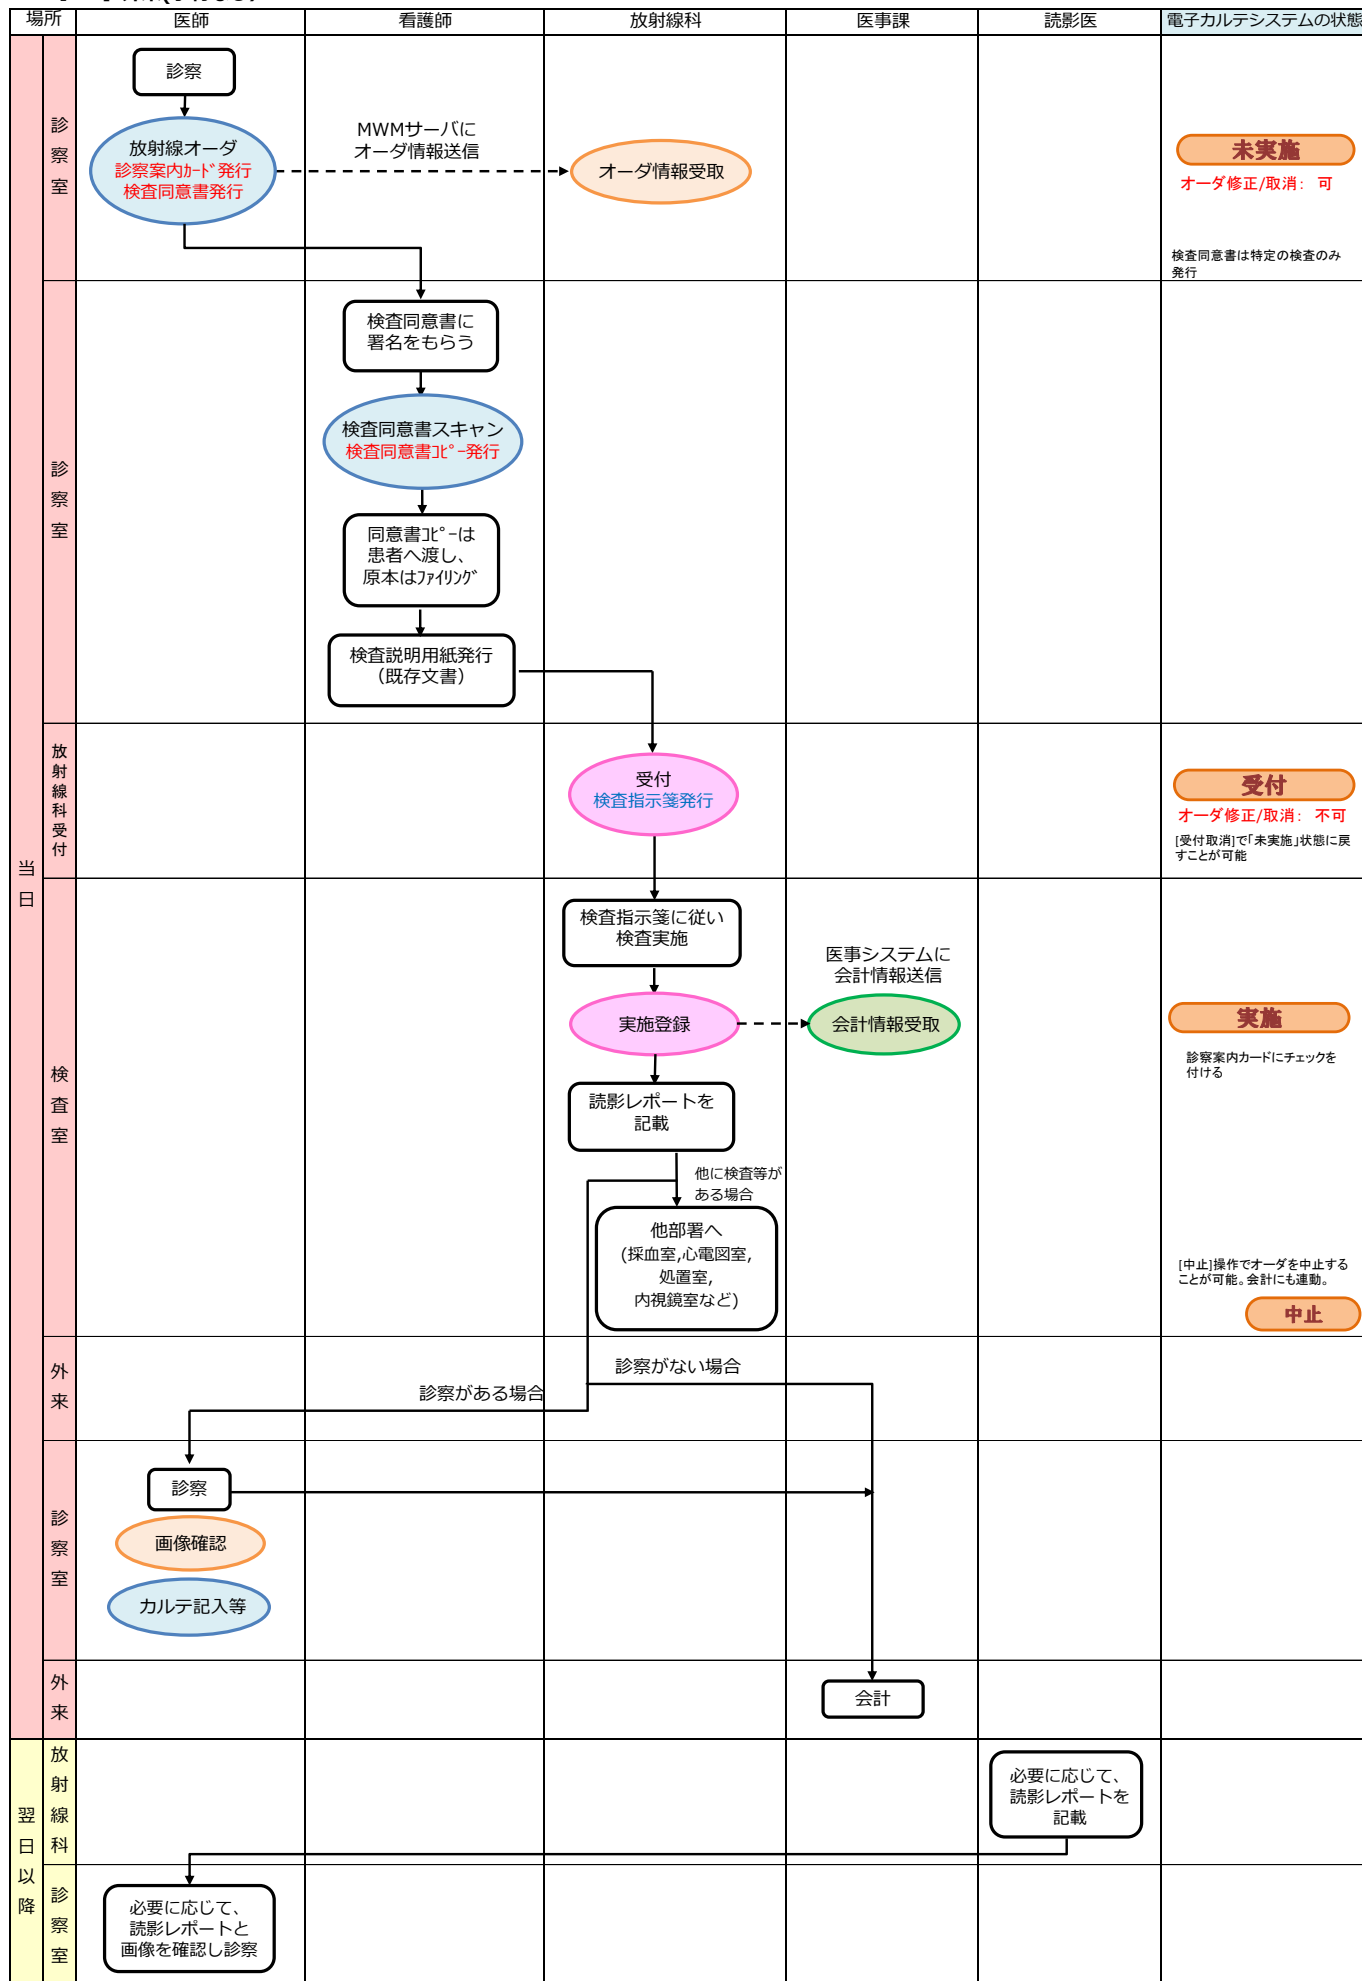 場所
医師
看護師
放射線科
医事課
読影医
電子カルテシステムの状態
当日
診察室
診察
放射線オーダ
診察案内ｶｰﾄﾞ発行
検査同意書発行
MWMサーバに
オーダ情報送信
オーダ情報受取
未実施
オーダ修正/取消： 可
検査同意書は特定の検査のみ
発行
診察室
検査同意書に
署名をもらう
検査同意書スキャン
検査同意書ｺﾋﾟｰ発行
同意書ｺﾋﾟｰは
患者へ渡し、
原本はﾌｧｲﾘﾝｸﾞ
検査説明用紙発行
（既存文書）
放射線科受付
受付
検査指示箋発行
受付
オーダ修正/取消： 不可
[受付取消]で「未実施」状態に戻
すことが可能
検査室
検査指示箋に従い
検査実施
医事システムに
会計情報送信
実施登録
会計情報受取
実施
診察案内カードにチェックを
付ける
読影レポートを
記載
他に検査等が
ある場合
他部署へ
(採血室,心電図室,
処置室,
内視鏡室など)
[中止]操作でオーダを中止する
ことが可能。会計にも連動。
中止
外来
診察がない場合
診察がある場合
診察室
診察
画像確認
カルテ記入等
外来
会計
翌日以降
放射線科
必要に応じて、
読影レポートを
記載
診察室
必要に応じて、
読影レポートと
画像を確認し診察